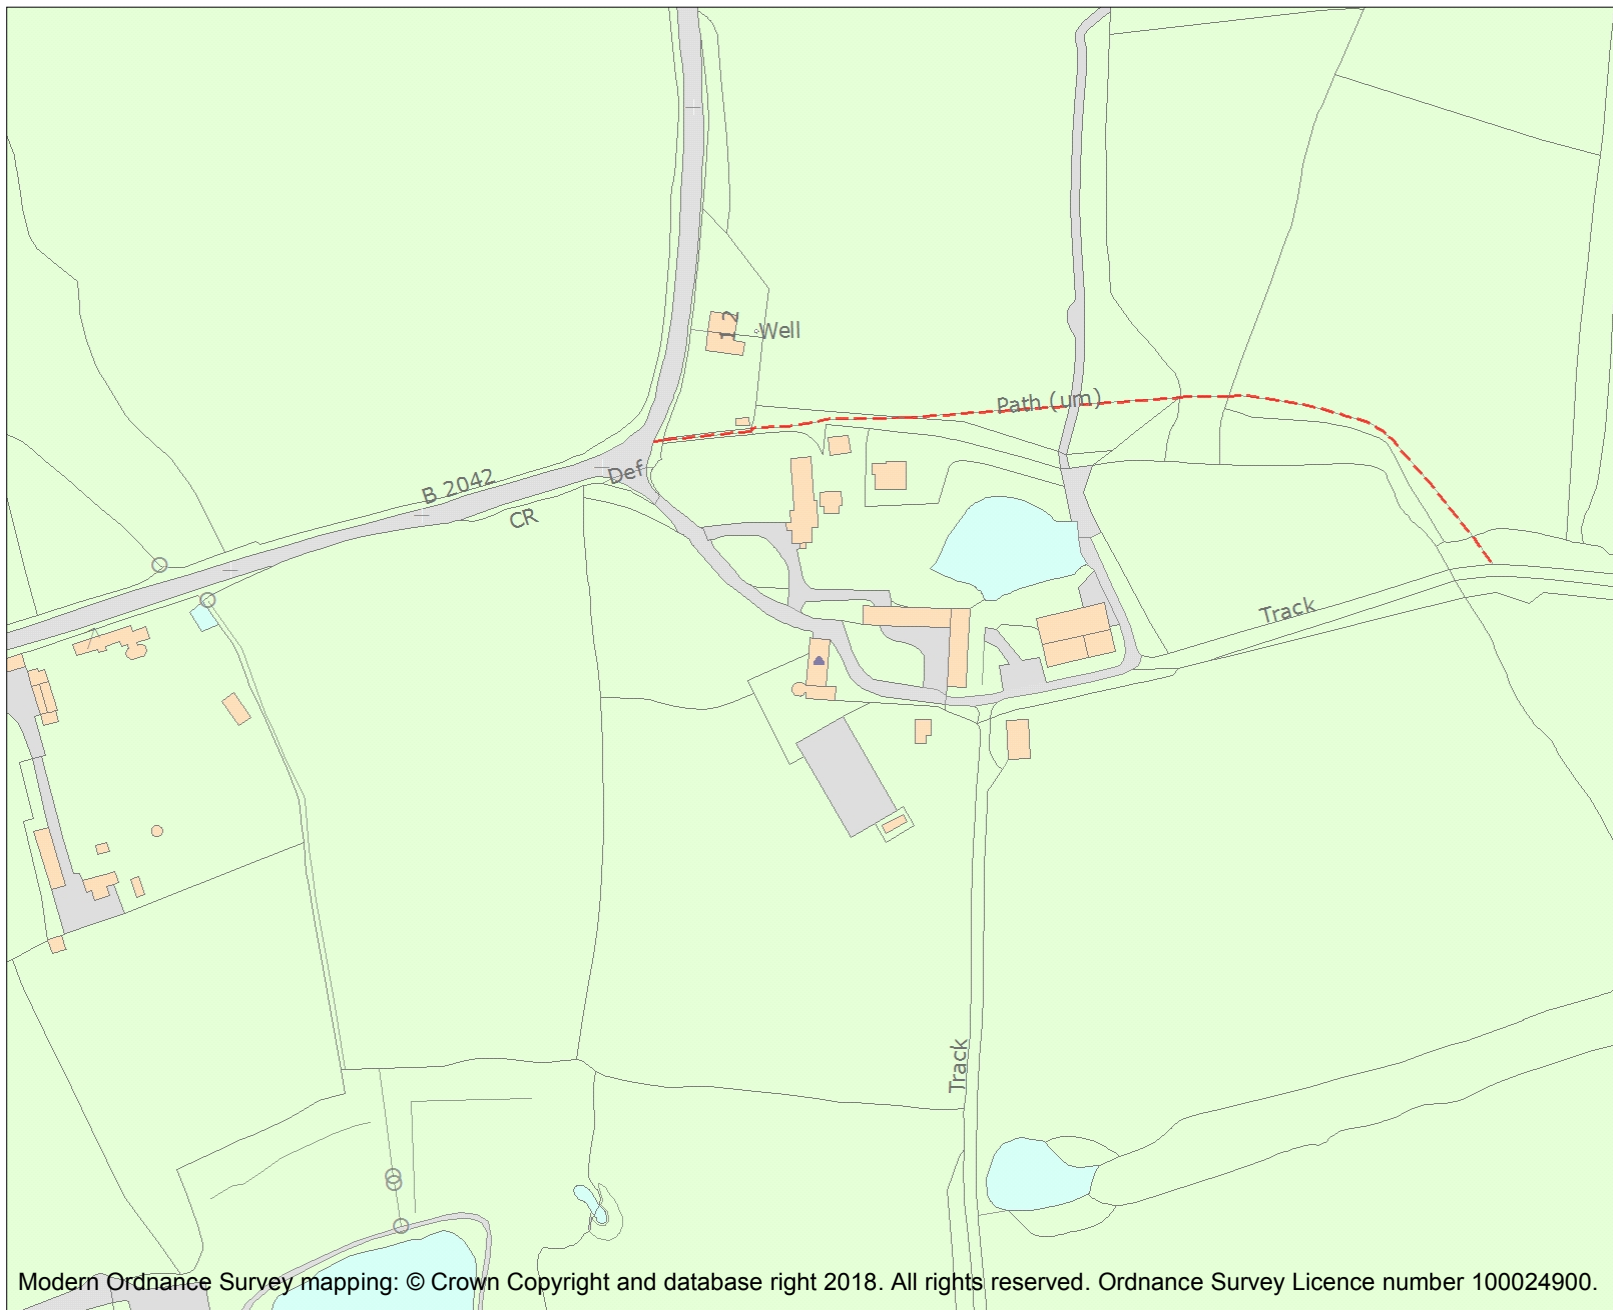 12
Well
Path (um)
B 2042
Def
CR
Track
Track
Modern Ordnance Survey mapping: © Crown Copyright and database right 2018. All rights reserved. Ordnance Survey Licence number 100024900.